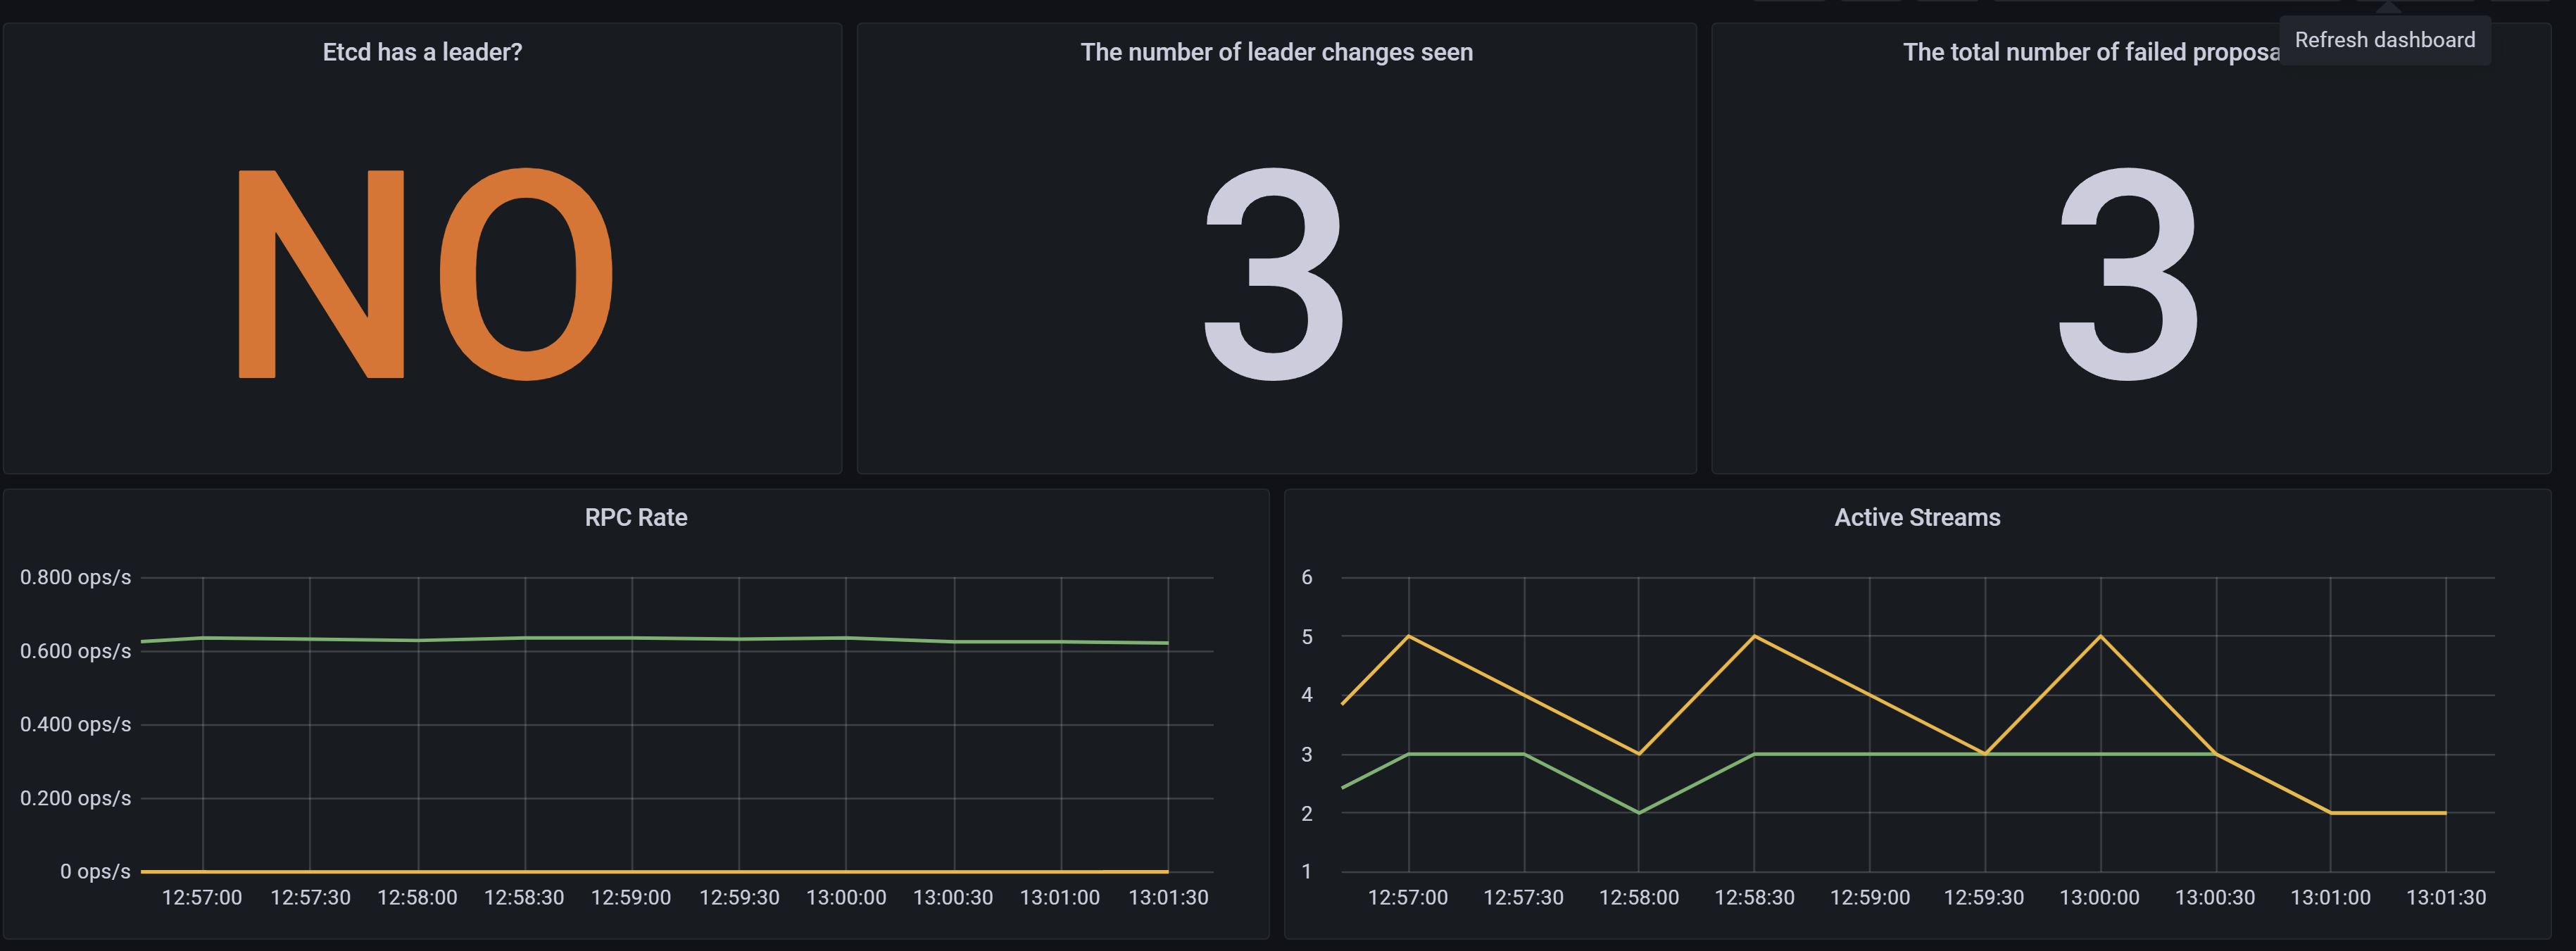 Refresh dashboard
Etcd has a leader?
The number of leader changes seen
The total number of failed
NO
3
3
RPC Rate
0.800 ops/s
0.600 ops/s
0.400 ops/s
0.200 ops/s
0 ops/s
12:57:00 12:57:30 12:58:00 12:58:30 12:59:00 12:59:30 13:00:00 13:00:30 13:01:00 13:01:30
Active Streams
6
5
4
3
2
1
12:57:00 12:57:30 12:58:00 12:58:30 12:59:00 12:59:30 13:00:00 13:00:30 13:01:00 13:01:30